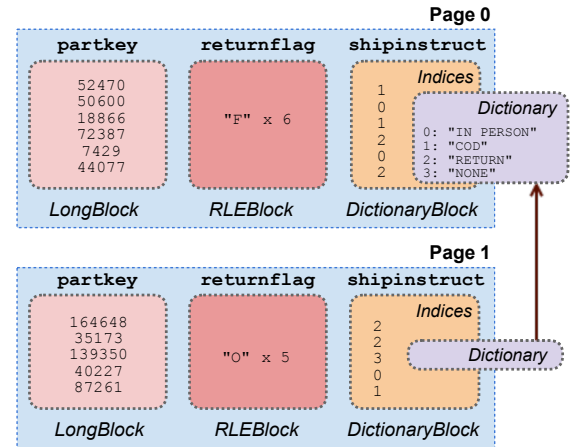 Page 0
partkey returnflag shipinstruct
Indices
52470
50600
18866
72387
7429
44077
"F" x 6
1
0
1
2
0
2
Dictionary
0: "IN PERSON"
1: "COD"
2: "RETURN"
3: "NONE"
LongBlock RLEBlock DictionaryBlock
Page 1
partkey returnflag shipinstruct
Indices
164648
35173
139350
40227
87261
"O" x 5
2
2
3
0
1
Dictionary
LongBlock RLEBlock DictionaryBlock